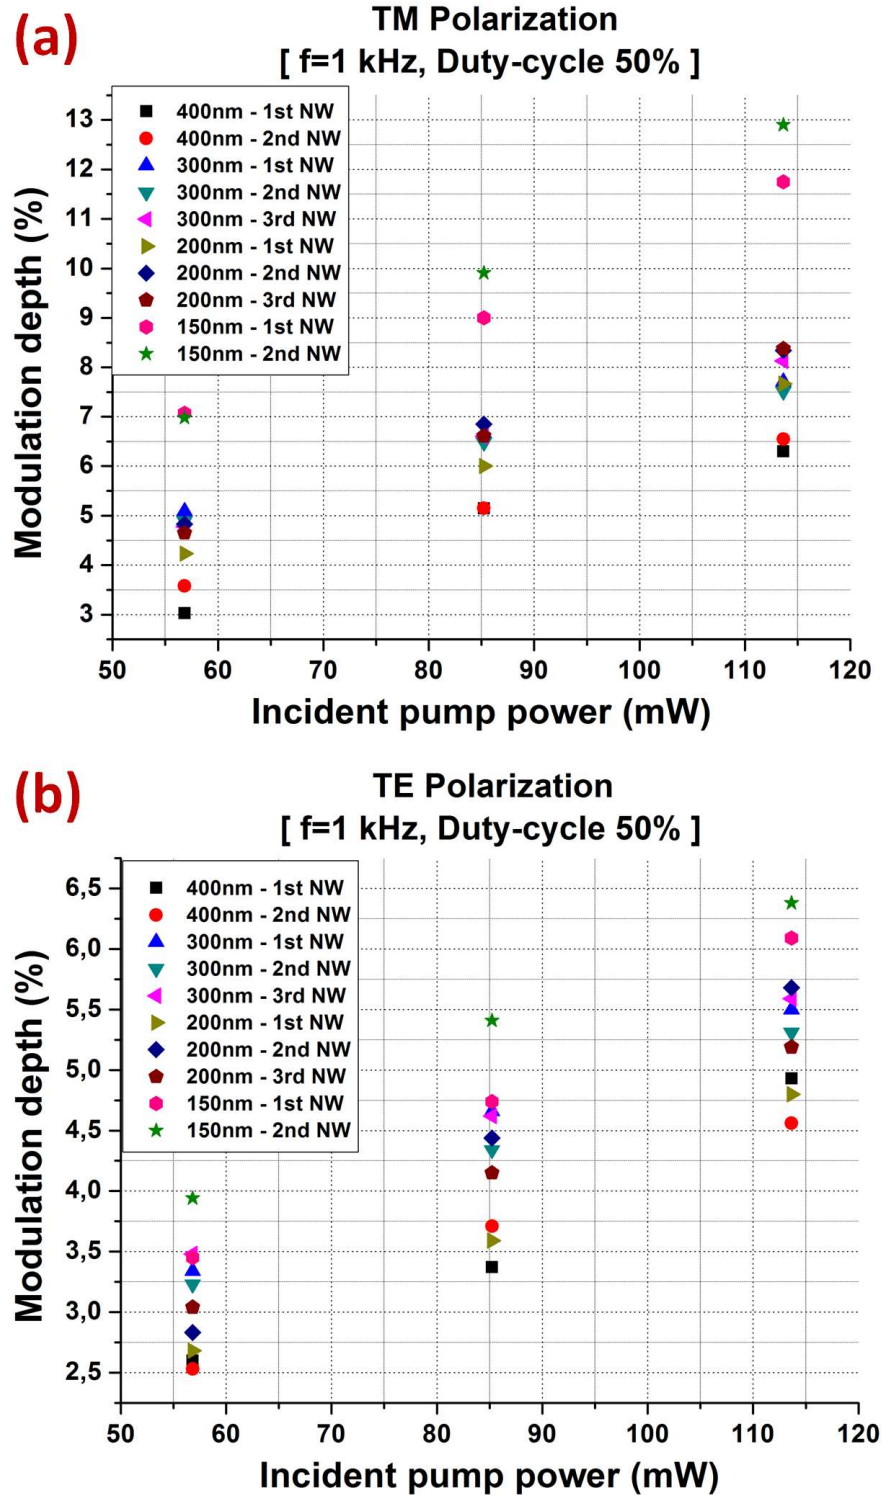 (a)
TM Polarization
[ f=1 kHz, Duty-cycle 50% ]
400nm - 1st NW
400nm - 2nd NW
300nm - 1st NW
300nm - 2nd NW
300nm - 3rd NW
200nm - 1st NW
200nm - 2nd NW
200nm - 3rd NW
150nm - 1st NW
150nm - 2nd NW
Modulation depth (%)
13
12
11
10
9
8
7
6
5
4
3
50 60 70 80 90 100 110 120
Incident pump power (mW)
(b)
TE Polarization
[ f=1 kHz, Duty-cycle 50% ]
400nm - 1st NW
400nm - 2nd NW
300nm - 1st NW
300nm - 2nd NW
300nm - 3rd NW
200nm - 1st NW
200nm - 2nd NW
200nm - 3rd NW
150nm - 1st NW
150nm - 2nd NW
Modulation depth (%)
6,5
6,0
5,5
5,0
4,5
4,0
3,5
3,0
2,5
50 60 70 80 90 100 110 120
Incident pump power (mW)